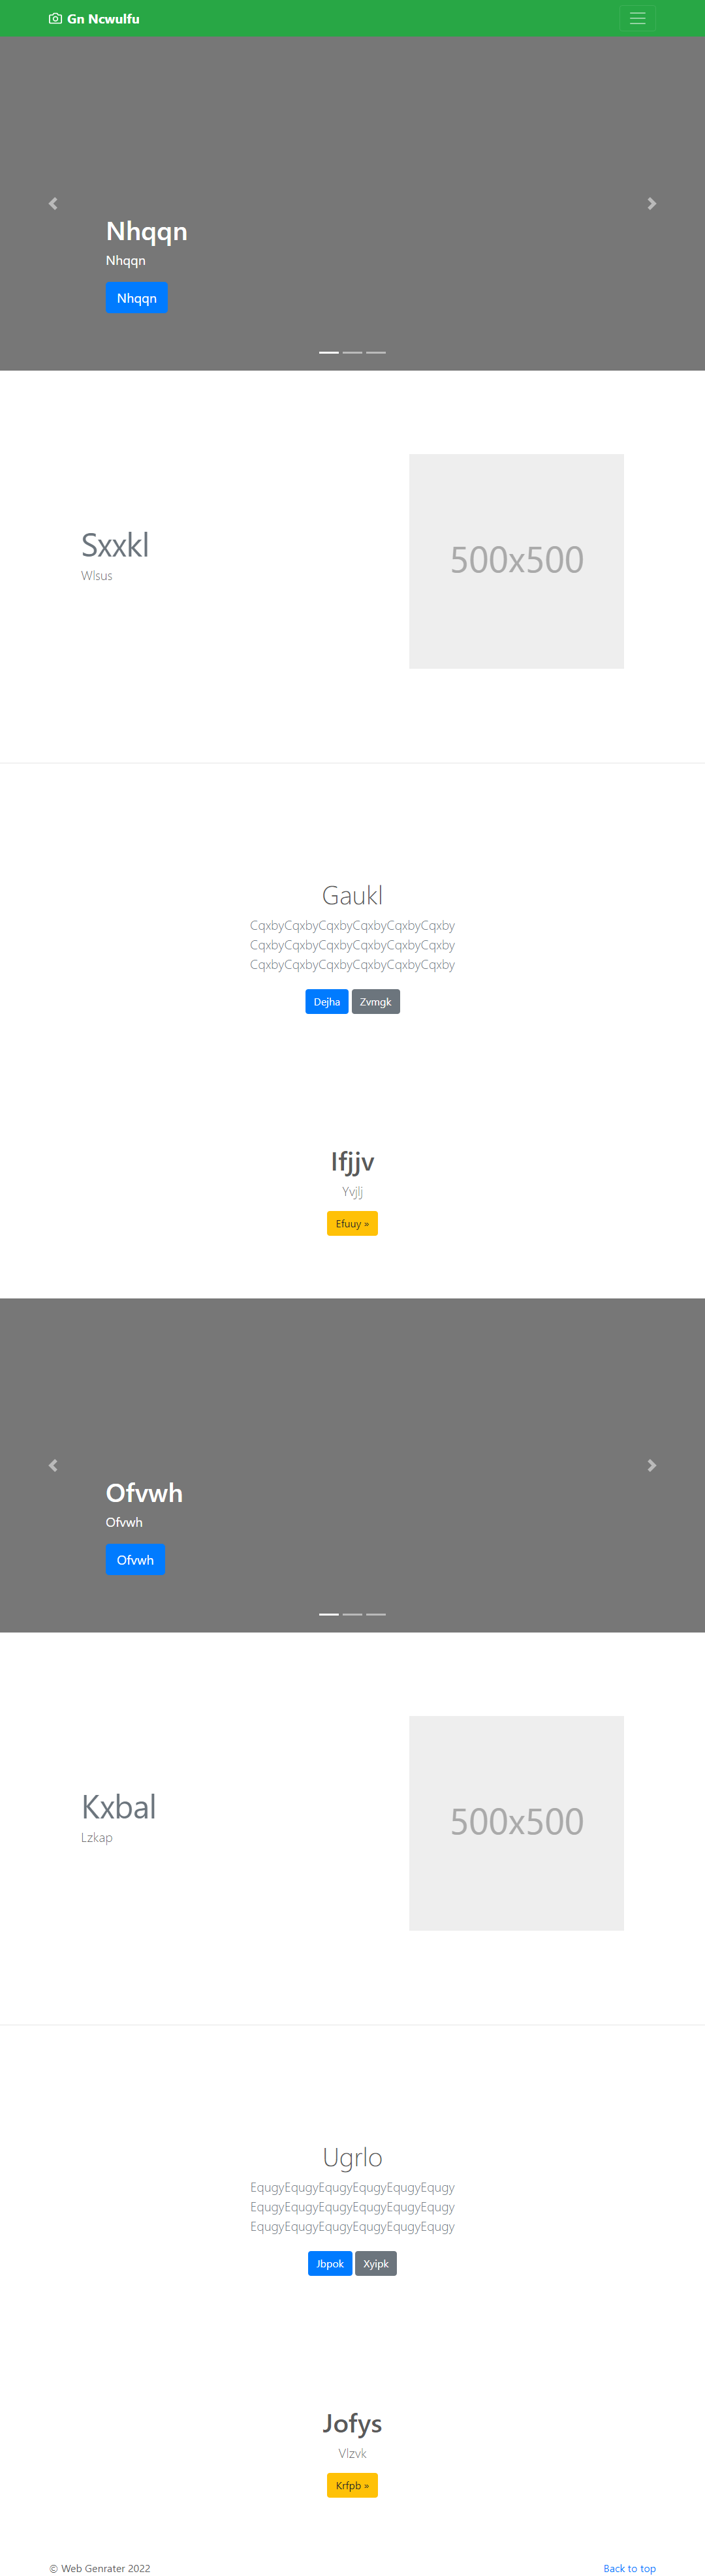 Gn Ncwulfu
Nhqqn
Nhqqn
Nhqqn
Sxxkl
Wlsus
500x500
Gaukl
CqxbyCqxbyCqxbyCqxbyCqxbyCqxby
CqxbyCqxbyCqxbyCqxbyCqxbyCqxby
CqxbyCqxbyCqxbyCqxbyCqxbyCqxby
Dejha Zvmgk
Ifjjv
Yvjlj
Efuuy »
Ofvwh
Ofvwh
Ofvwh
Kxbal
Lzkap
500x500
Ugrlo
EqugyEqugyEqugyEqugyEqugyEqugy
EqugyEqugyEqugyEqugyEqugyEqugy
EqugyEqugyEqugyEqugyEqugyEqugy
Jbpok Xyipk
Jofys
Vlzvk
Krfpb »
© Web Genrater 2022 Back to top